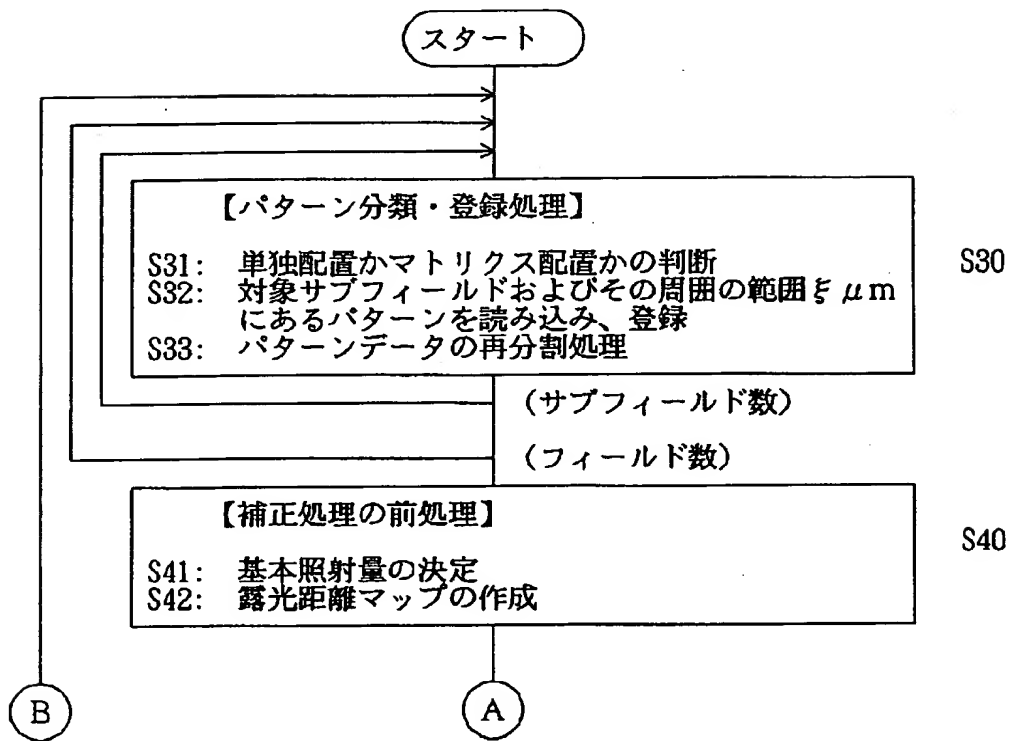 スタート
【パターン分類・登録処理】
S31: 単独配置かマトリクス配置かの判断
S30
S32: 対象サブフィールドおよびその周囲の範囲ξμm
にあるパターンを読み込み、登録
S33: パターンデータの再分割処理
(サブフィールド数)
(フィールド数)
【補正処理の前処理】
S40
S41: 基本照射量の決定
S42: 露光距離マップの作成
B
A